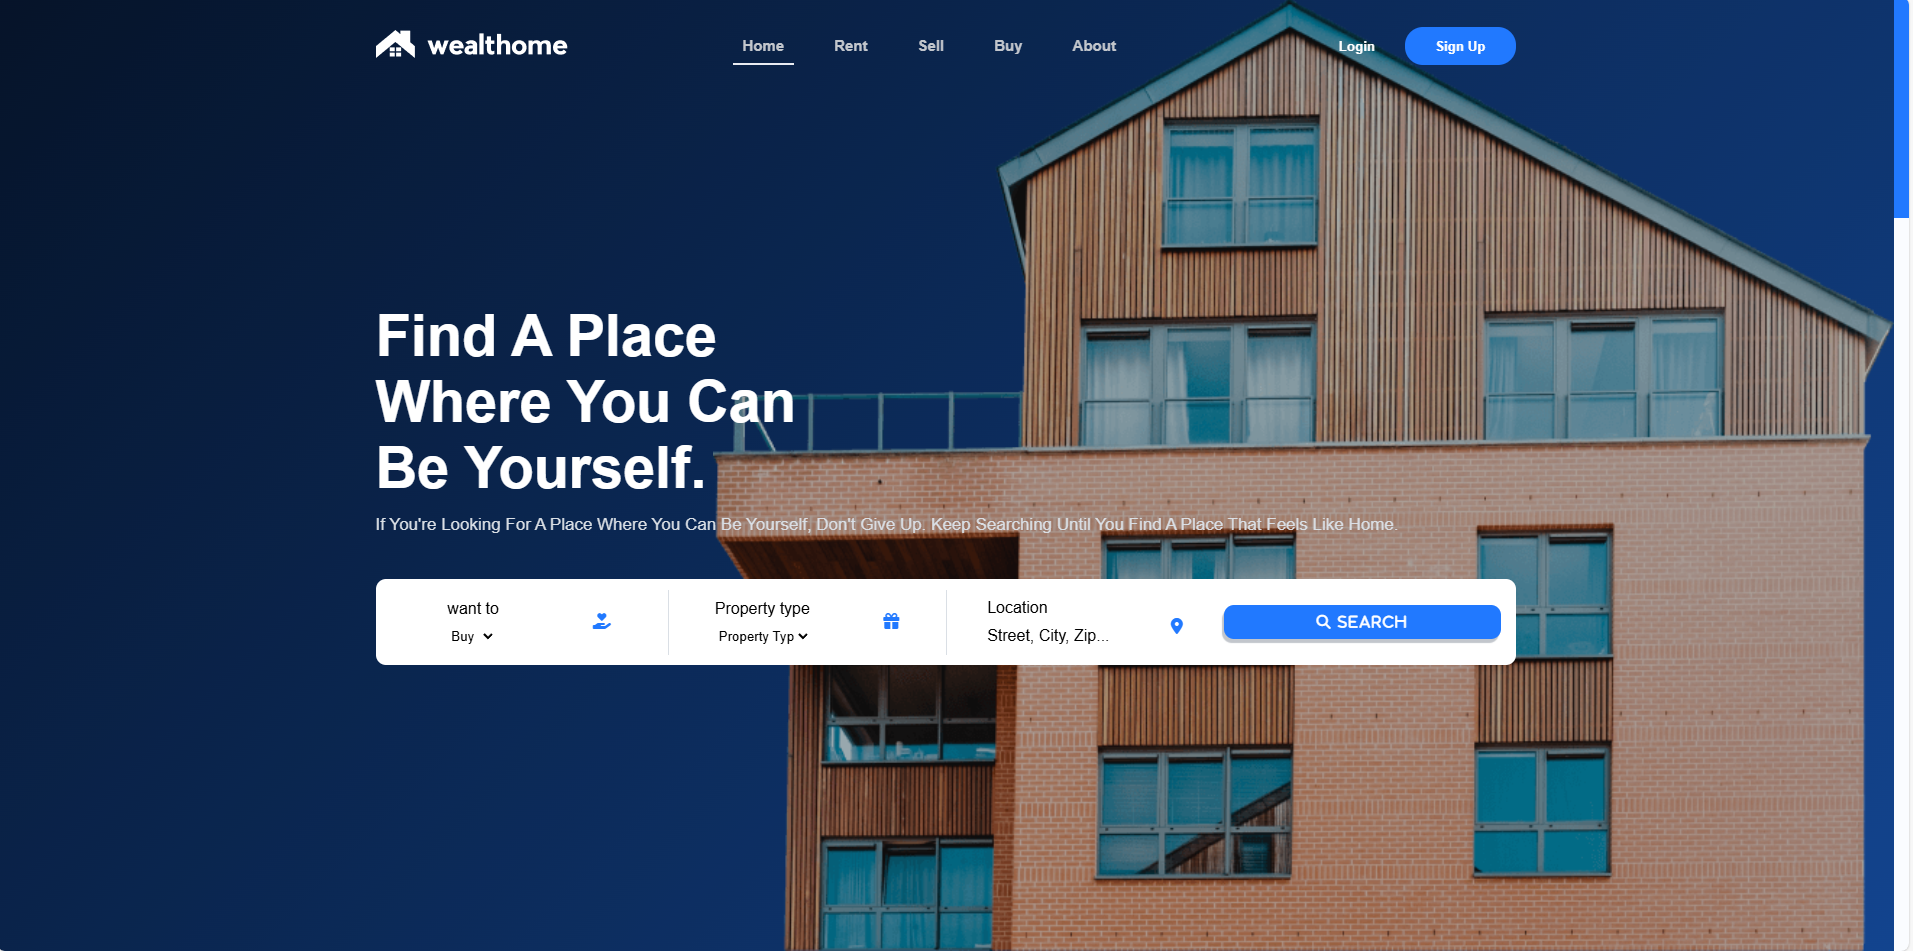 wealthome
Home Rent Sell Buy About
Login Sign Up
Find A Place
Where You Can
Be Yourself.
If You're Looking For A Place Where You Can Be Yourself, Don't Give Up. Keep Searching Until You Find A Place That Feels Like Home.
want to
Buy
Property type
Property Typ
Location
Street, City, Zip...
SEARCH